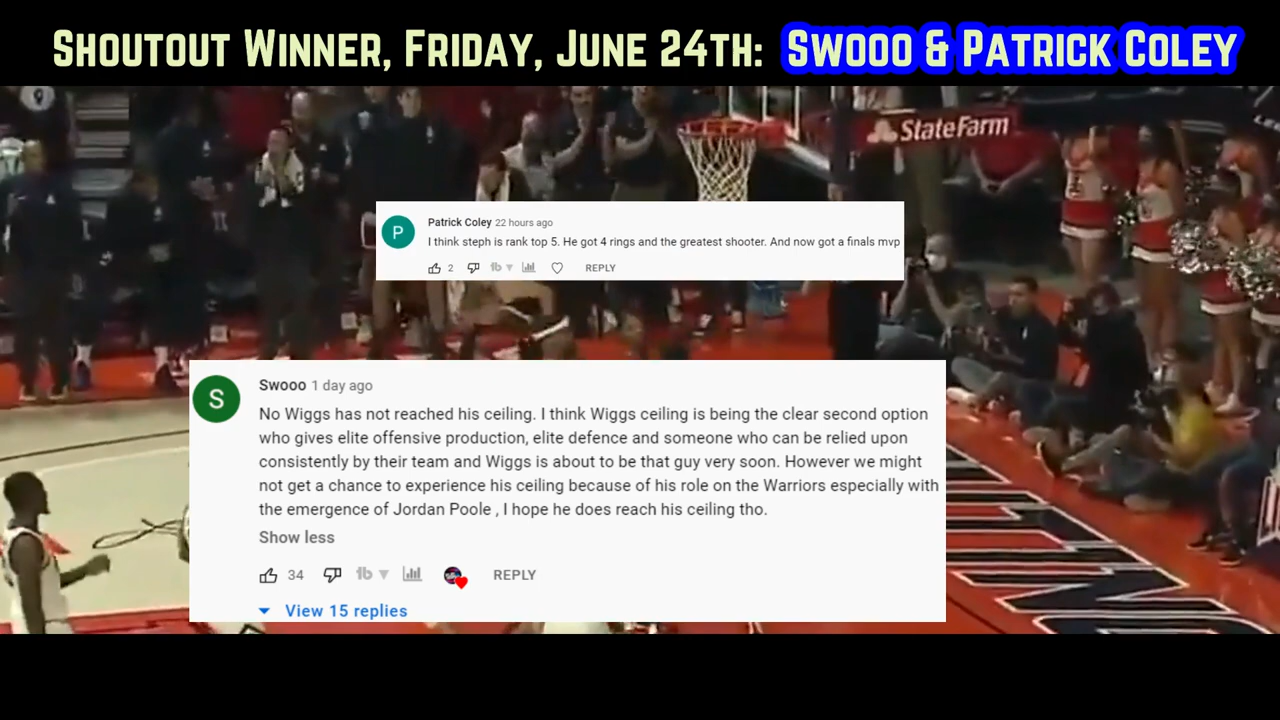 SHOUTOUT WINNER, FRIDAY, JUNE 24TH: SWOOO & PATRICK COLEY
9
StateFarm
P
Patrick Coley 22 hours ago
I think steph is rank top 5. He got 4 rings and the greatest shooter. And now got a finals mvp
2
REPLY
S
Swooo 1 day ago
No Wiggs has not reached his ceiling. I think Wiggs ceiling is being the clear second option
who gives elite offensive production, elite defence and someone who can be relied upon
consistently by their team and Wiggs is about to be that guy very soon. However we might
not get a chance to experience his ceiling because of his role on the Warriors especially with
the emergence of Jordan Poole , I hope he does reach his ceiling tho.
Show less
34
REPLY
View 15 replies